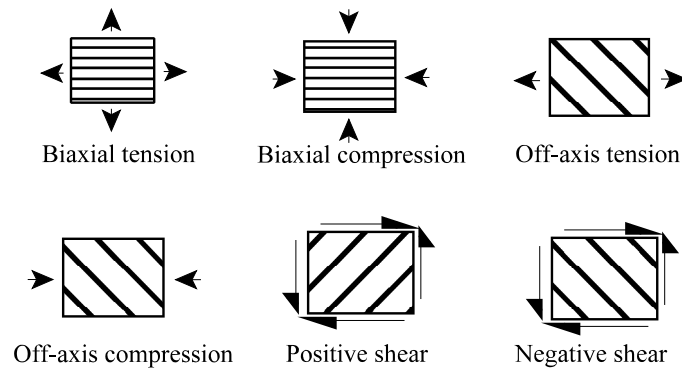 Biaxial tension
Biaxial compression
Off-axis tension
Off-axis compression
Positive shear
Negative shear